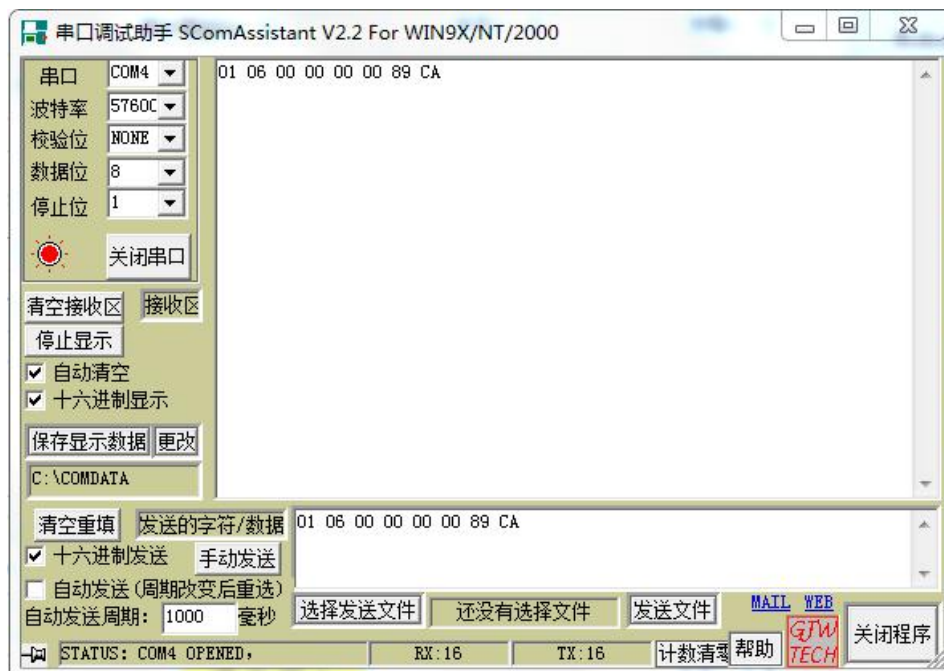 串口调试助手 SComAssistant V2.2 For WIN9X/NT/2000
串口 COM4
波特率 57600
校验位 NONE
数据位 8
停止位 1
关闭串口
清空接收区 接收区
停止显示
自动清空
十六进制显示
保存显示数据 更改
C:\COMDATA
01 06 00 00 00 00 89 CA
清空重填 发送的字符/数据 01 06 00 00 00 00 89 CA
十六进制发送 手动发送
自动发送(周期改变后重选)
自动发送周期: 1000 毫秒 选择发送文件 还没有选择文件 发送文件 MAIL WEB
关闭程序
STATUS: COM4 OPENED, RX:16 TX:16 计数清零 帮助 GJW TECH